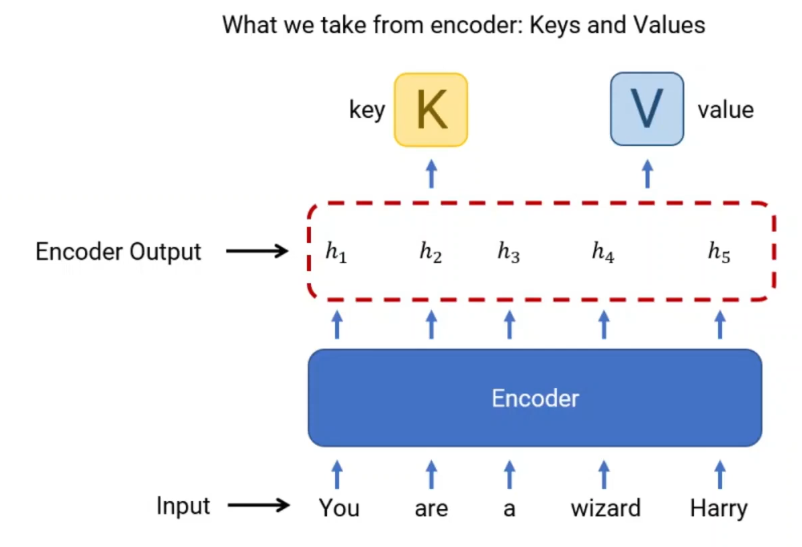 What we take from encoder: Keys and Values
key K V value
Encoder Output h₁ h₂ h₃ h₄ h₅
Encoder
Input You are a wizard Harry